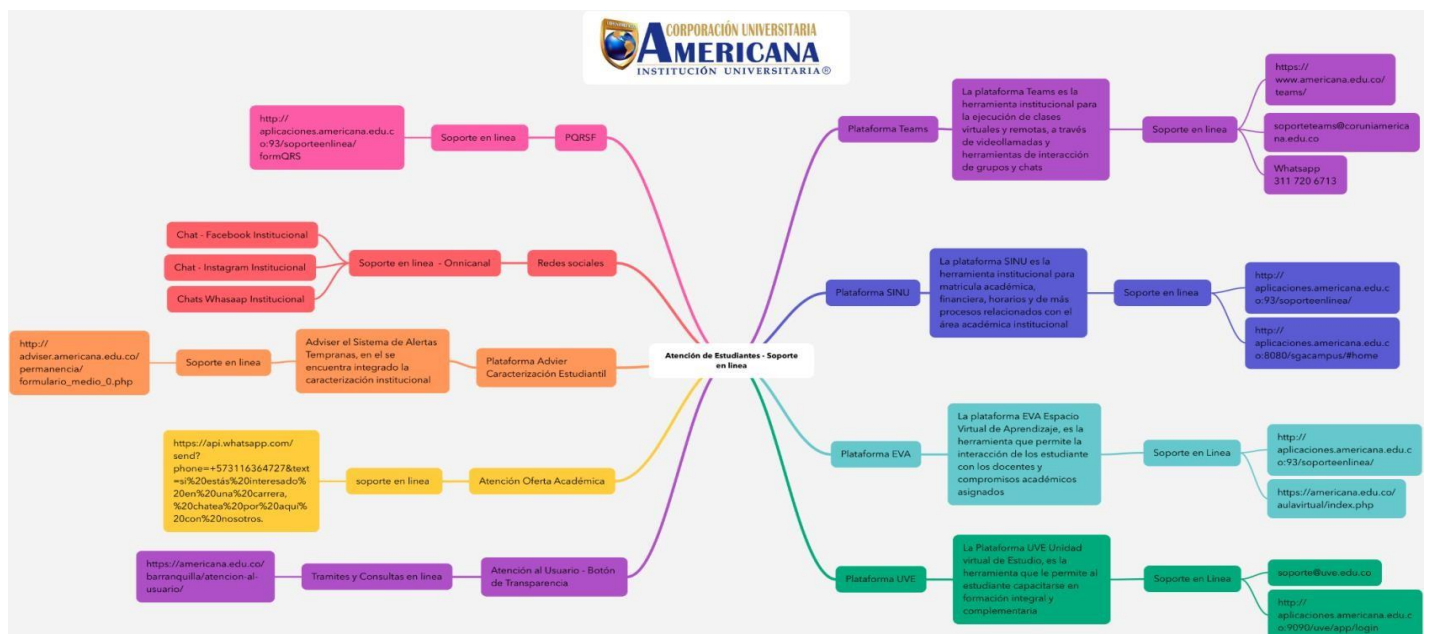 CORPORACIÓN UNIVERSITARIA
AMERICANA
INSTITUCIÓN UNIVERSITARIA®
Atención de Estudiantes - Soporte
en linea
PQRSF
Soporte en linea
http://
aplicaciones.americana.edu.c
o:93/soporteenlinea/
formQRS
Redes sociales
Soporte en linea - Onnicanal
Chat - Facebook Institucional
Chat - Instagram Institucional
Chats Whasaap Institucional
Plataforma Advier
Caracterización Estudiantil
Adviser el Sistema de Alertas
Tempranas, en el se
encuentra integrado la
caracterización institucional
Soporte en linea
http://
adviser.americana.edu.co/
permanencia/
formulario_medio_0.php
Atención Oferta Académica
soporte en linea
https://api.whatsapp.com/
send?
phone=+573116364727&text
=si%20estás%20interesado%
20en%20una%20carrera,
%20chatea%20por%20aqui%
20con%20nosotros.
Atención al Usuario - Botón
de Transparencia
Tramites y Consultas en linea
https://americana.edu.co/
barranquilla/atencion-al-
usuario/
Plataforma Teams
La plataforma Teams es la
herramienta institucional para
la ejecución de clases
virtuales y remotas, a través
de videollamadas y
herramientas de interacción
de grupos y chats
Soporte en linea
https://
www.americana.edu.co/
teams/
soporteteams@coruniamerica
na.edu.co
Whatsapp
311 720 6713
Plataforma SINU
La plataforma SINU es la
herramienta institucional para
matricula académica,
financiera, horarios y de más
procesos relacionados con el
área académica institucional
Soporte en linea
http://
aplicaciones.americana.edu.c
o:93/soporteenlinea/
http://
aplicaciones.americana.edu.c
o:8080/sgacampus/#home
Plataforma EVA
La plataforma EVA Espacio
Virtual de Aprendizaje, es la
herramienta que permite la
interacción de los estudiante
con los docentes y
compromisos académicos
asignados
Soporte en Linea
http://
aplicaciones.americana.edu.c
o:93/soporteenlinea/
https://americana.edu.co/
aulavirtual/index.php
Plataforma UVE
La Plataforma UVE Unidad
virtual de Estudio, es la
herramienta que le permite al
estudiante capacitarse en
formación integral y
complementaria
Soporte en Linea
soporte@uve.edu.co
http://
aplicaciones.americana.edu.c
o:9090/uve/app/login